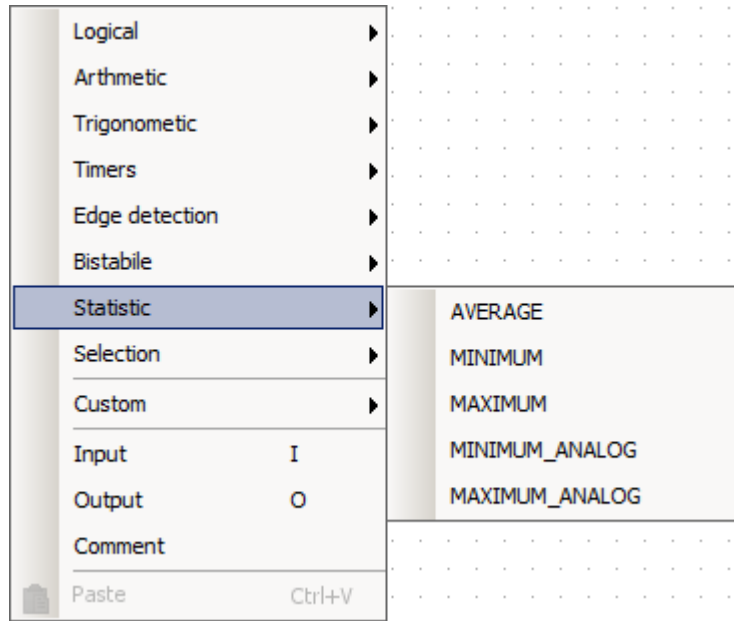 Logical
Arthmetic
Trigonometic
Timers
Edge detection
Bistabile
Statistic
AVERAGE
MINIMUM
MAXIMUM
MINIMUM_ANALOG
MAXIMUM_ANALOG
Selection
Custom
Input I
Output O
Comment
Paste Ctrl+V